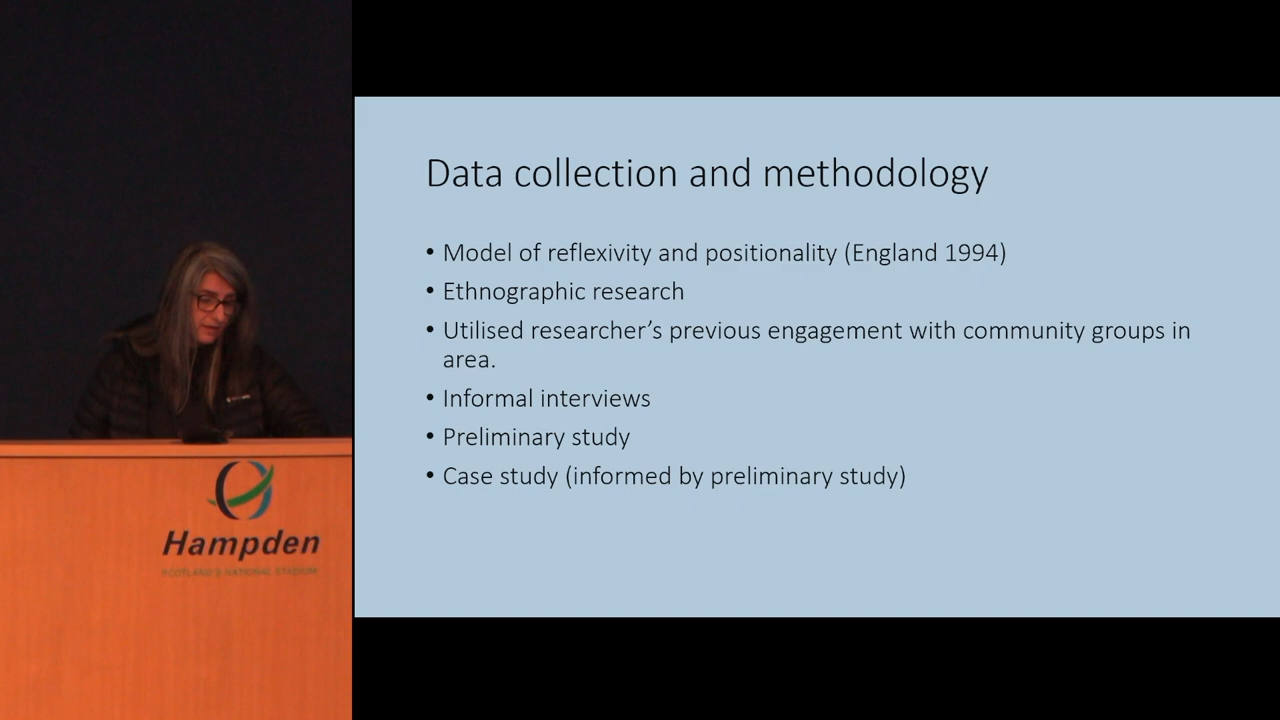 Data collection and methodology
• Model of reflexivity and positionality (England 1994)
• Ethnographic research
• Utilised researcher’s previous engagement with community groups in
area.
• Informal interviews
• Preliminary study
• Case study (informed by preliminary study)
Hampden
SCOTLAND'S NATIONAL STADIUM